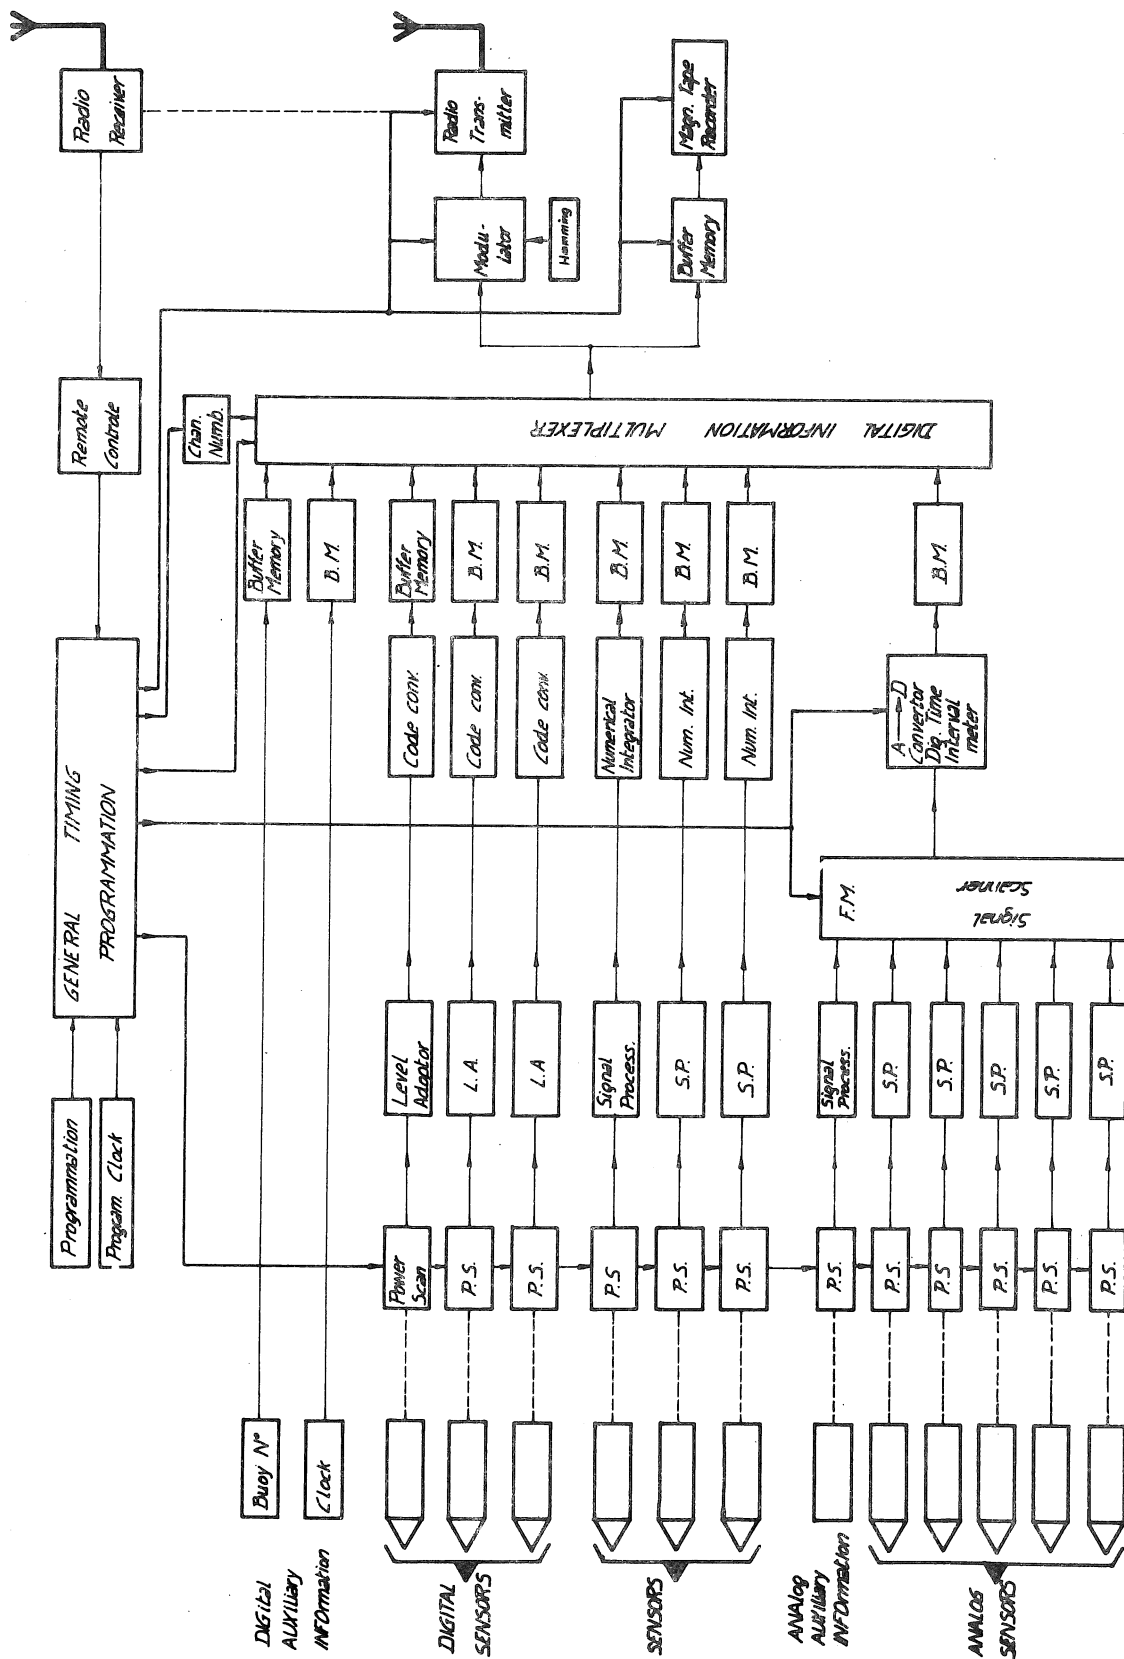 Programmation
Program. Clock
GENERAL TIMING
PROGRAMMATION
Remote
Controle
Radio
Receiver
Chan.
Numb.
DIGital
AUXILIARY
INFOrmation
Buoy N°
Clock
Buffer
Memory
B.M.
DIGITAL
SENSORS
Power
Scan
P.S.
P.S.
Level
Adaptor
L.A.
L.A
Code conv.
Code conv.
Code conv.
Buffer
Memory
B.M.
B.M.
SENSORS
P.S
P.S.
P.S.
Signal
Process.
S.P.
S.P.
Numerical
Integrator
Num. Int.
Num. Int.
B.M.
B.M.
B.M.
ANALog
AUXILIARY
INFOrmation
ANALOG
SENSORS
P.S.
P.S.
P.S
P.S.
P.S.
P.S.
Signal
Process.
S.P.
S.P.
S.P.
S.P.
S.P.
F.M.
Signal
Scanner
A → D
Convertor
Dig. Time
Interval
meter
B.M.
DIGITAL INFORMATION MULTIPLEXER
Modu-
lator
Hamming
Radio
Trans-
mitter
Buffer
Memory
Magn. Tape
Recorder